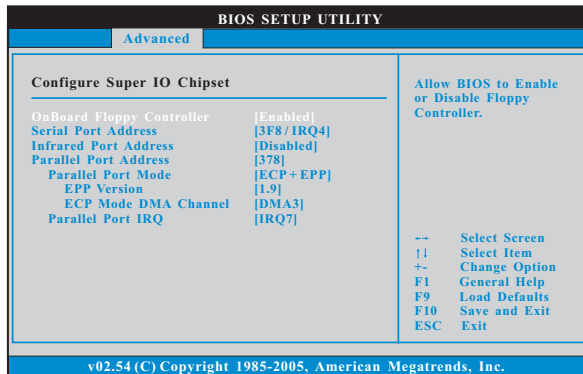 BIOS SETUP UTILITY
Advanced
Configure Super IO Chipset
OnBoard Floppy Controller [Enabled]
Serial Port Address [3F8 / IRQ4]
Infrared Port Address [Disabled]
Parallel Port Address [378]
Parallel Port Mode [ECP + EPP]
EPP Version [1.9]
ECP Mode DMA Channel [DMA3]
Parallel Port IRQ [IRQ7]
Allow BIOS to Enable
or Disable Floppy
Controller.
←→ Select Screen
↑↓ Select Item
+- Change Option
F1 General Help
F9 Load Defaults
F10 Save and Exit
ESC Exit
v02.54 (C) Copyright 1985-2005, American Megatrends, Inc.